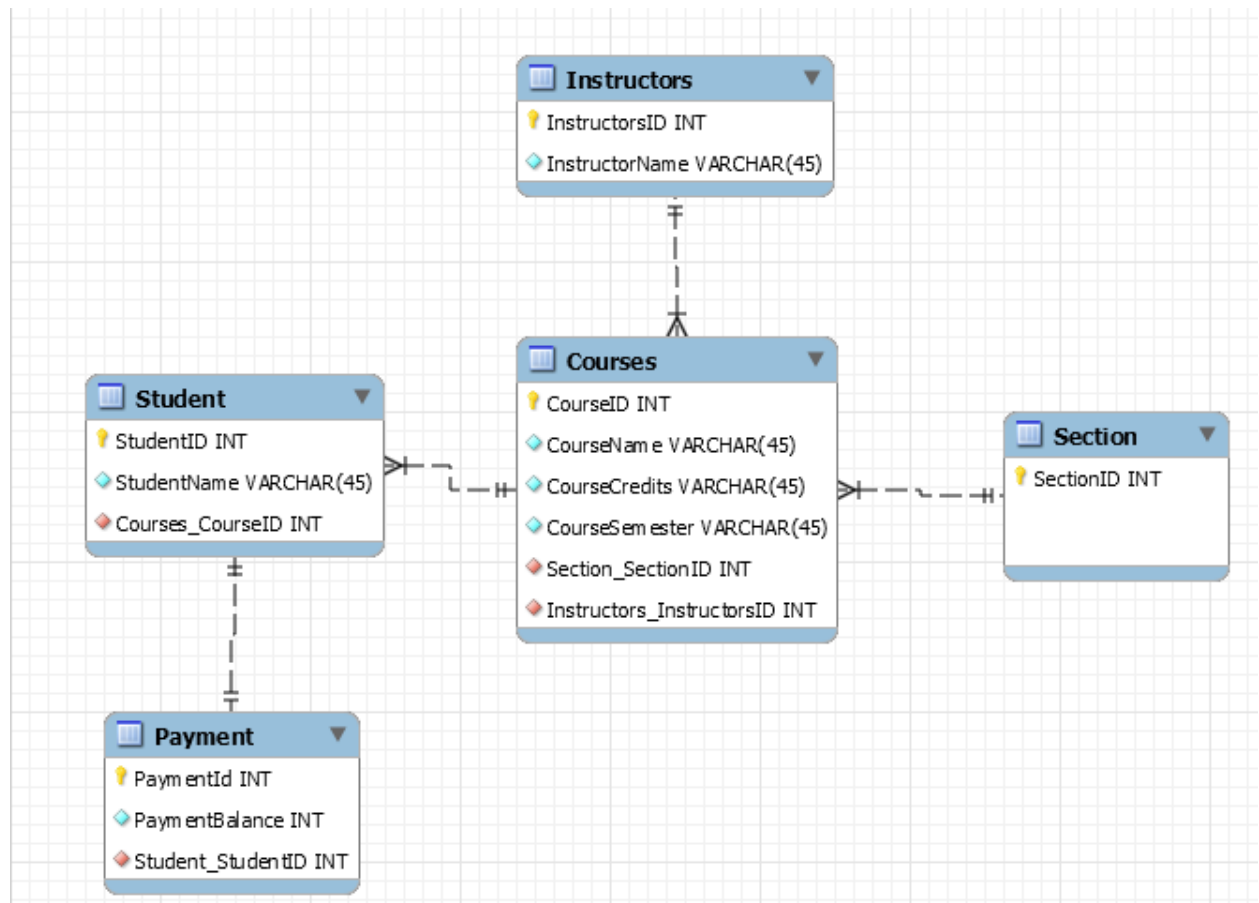 Instructors
InstructorsID INT
InstructorName VARCHAR(45)
Courses
CourseID INT
CourseName VARCHAR(45)
CourseCredits VARCHAR(45)
CourseSemester VARCHAR(45)
Section_SectionID INT
Instructors_InstructorsID INT
Student
StudentID INT
StudentName VARCHAR(45)
Courses_CourseID INT
Section
SectionID INT
Payment
PaymentId INT
PaymentBalance INT
Student_StudentID INT